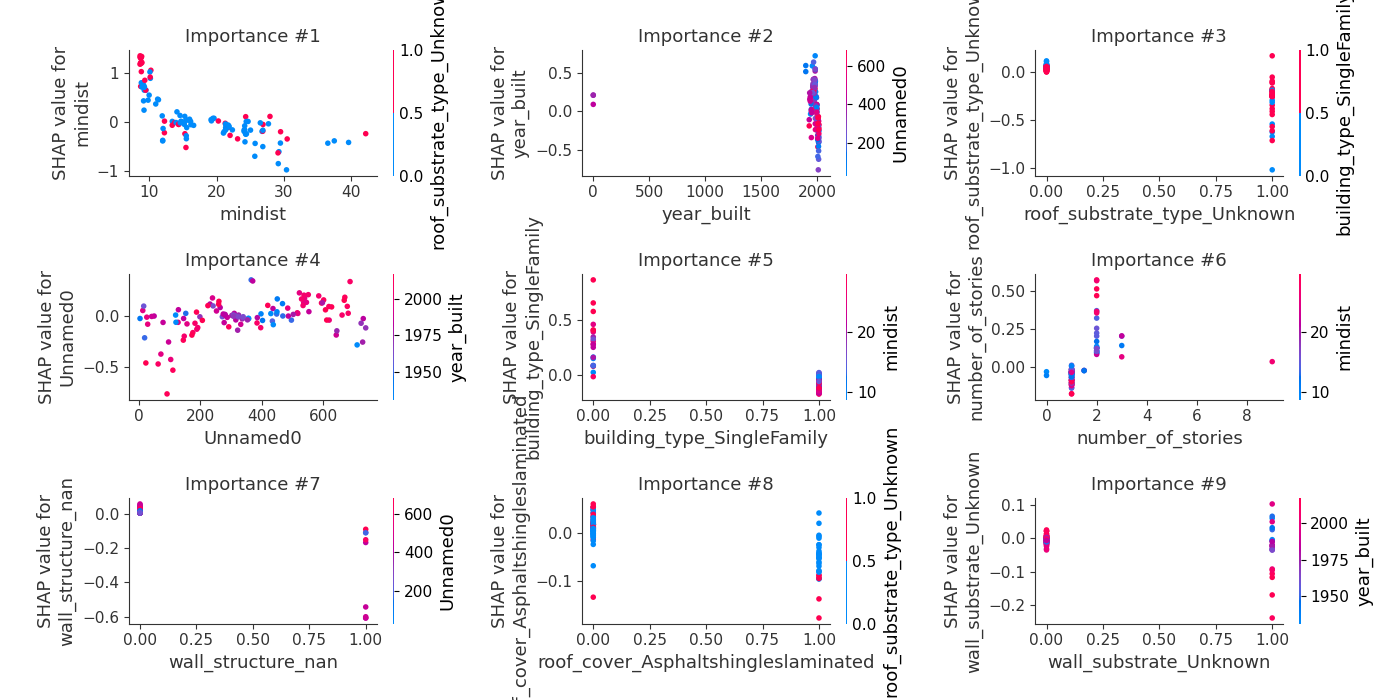 Importance #1
SHAP value for
mindist
1
0
−1
10
20
30
40
mindist
1.0
0.5
0.0
roof_substrate_type_Unknow
Importance #2
SHAP value for
year_built
0.5
0.0
−0.5
0
500
1000
1500
2000
year_built
600
400
200
Unnamed0
Importance #3
SHAP value for
roof_substrate_type_Unknow
0.0
−0.5
−1.0
0.00
0.25
0.50
0.75
1.00
roof_substrate_type_Unknown
1.0
0.5
0.0
building_type_SingleFamily
Importance #4
SHAP value for
Unnamed0
0.0
−0.5
0
200
400
600
Unnamed0
2000
1975
1950
year_built
Importance #5
SHAP value for
building_type_SingleFamily
0.5
0.0
0.00
0.25
0.50
0.75
1.00
building_type_SingleFamily
20
10
mindist
Importance #6
SHAP value for
number_of_stories
0.50
0.25
0.00
0
2
4
6
8
number_of_stories
20
10
mindist
Importance #7
SHAP value for
wall_structure_nan
0.0
−0.2
−0.4
−0.6
0.00
0.25
0.50
0.75
1.00
wall_structure_nan
600
400
200
Unnamed0
Importance #8
SHAP value for
f_cover_Asphaltshingleslaminated
0.0
−0.1
0.00
0.25
0.50
0.75
1.00
roof_cover_Asphaltshingleslaminated
1.0
0.5
0.0
roof_substrate_type_Unknown
Importance #9
SHAP value for
wall_substrate_Unknown
0.1
0.0
−0.1
−0.2
0.00
0.25
0.50
0.75
1.00
wall_substrate_Unknown
2000
1975
1950
year_built